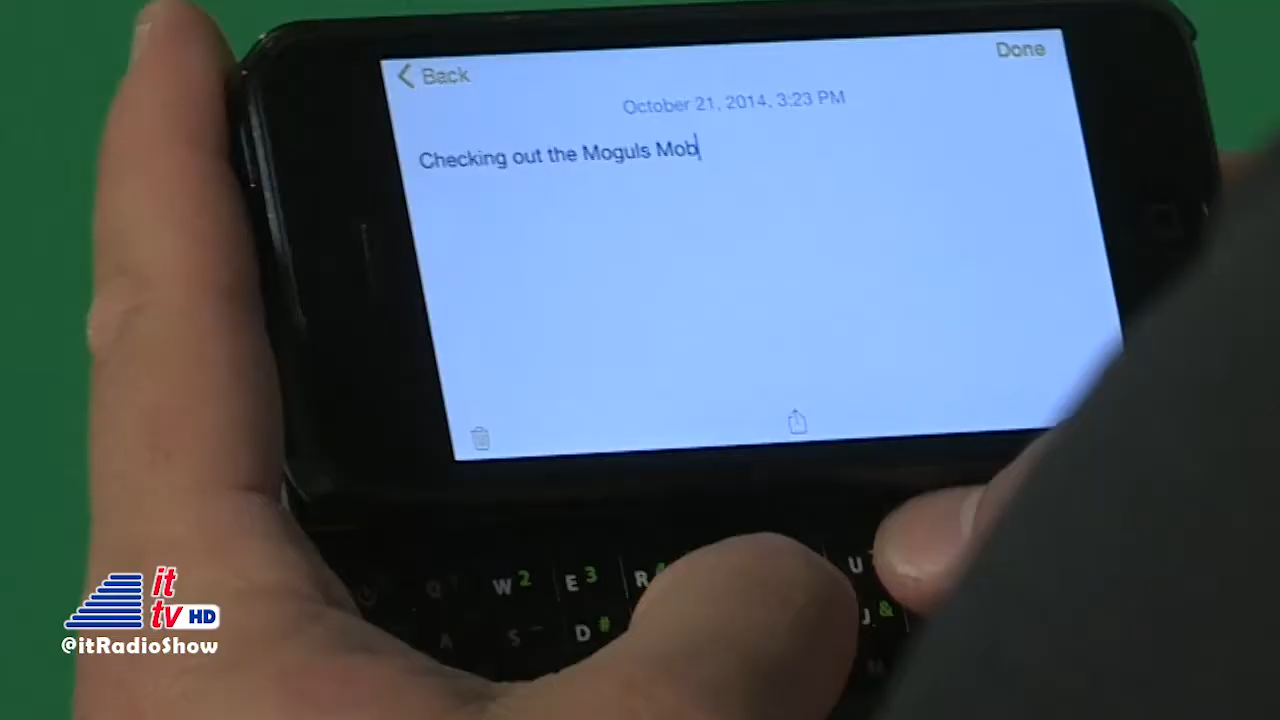 Back
Done
October 21, 2014, 3:23 PM
Checking out the Moguls Mob
Q W 2 E 3 R U
A S D # J &
M
it
tv HD
@itRadioShow